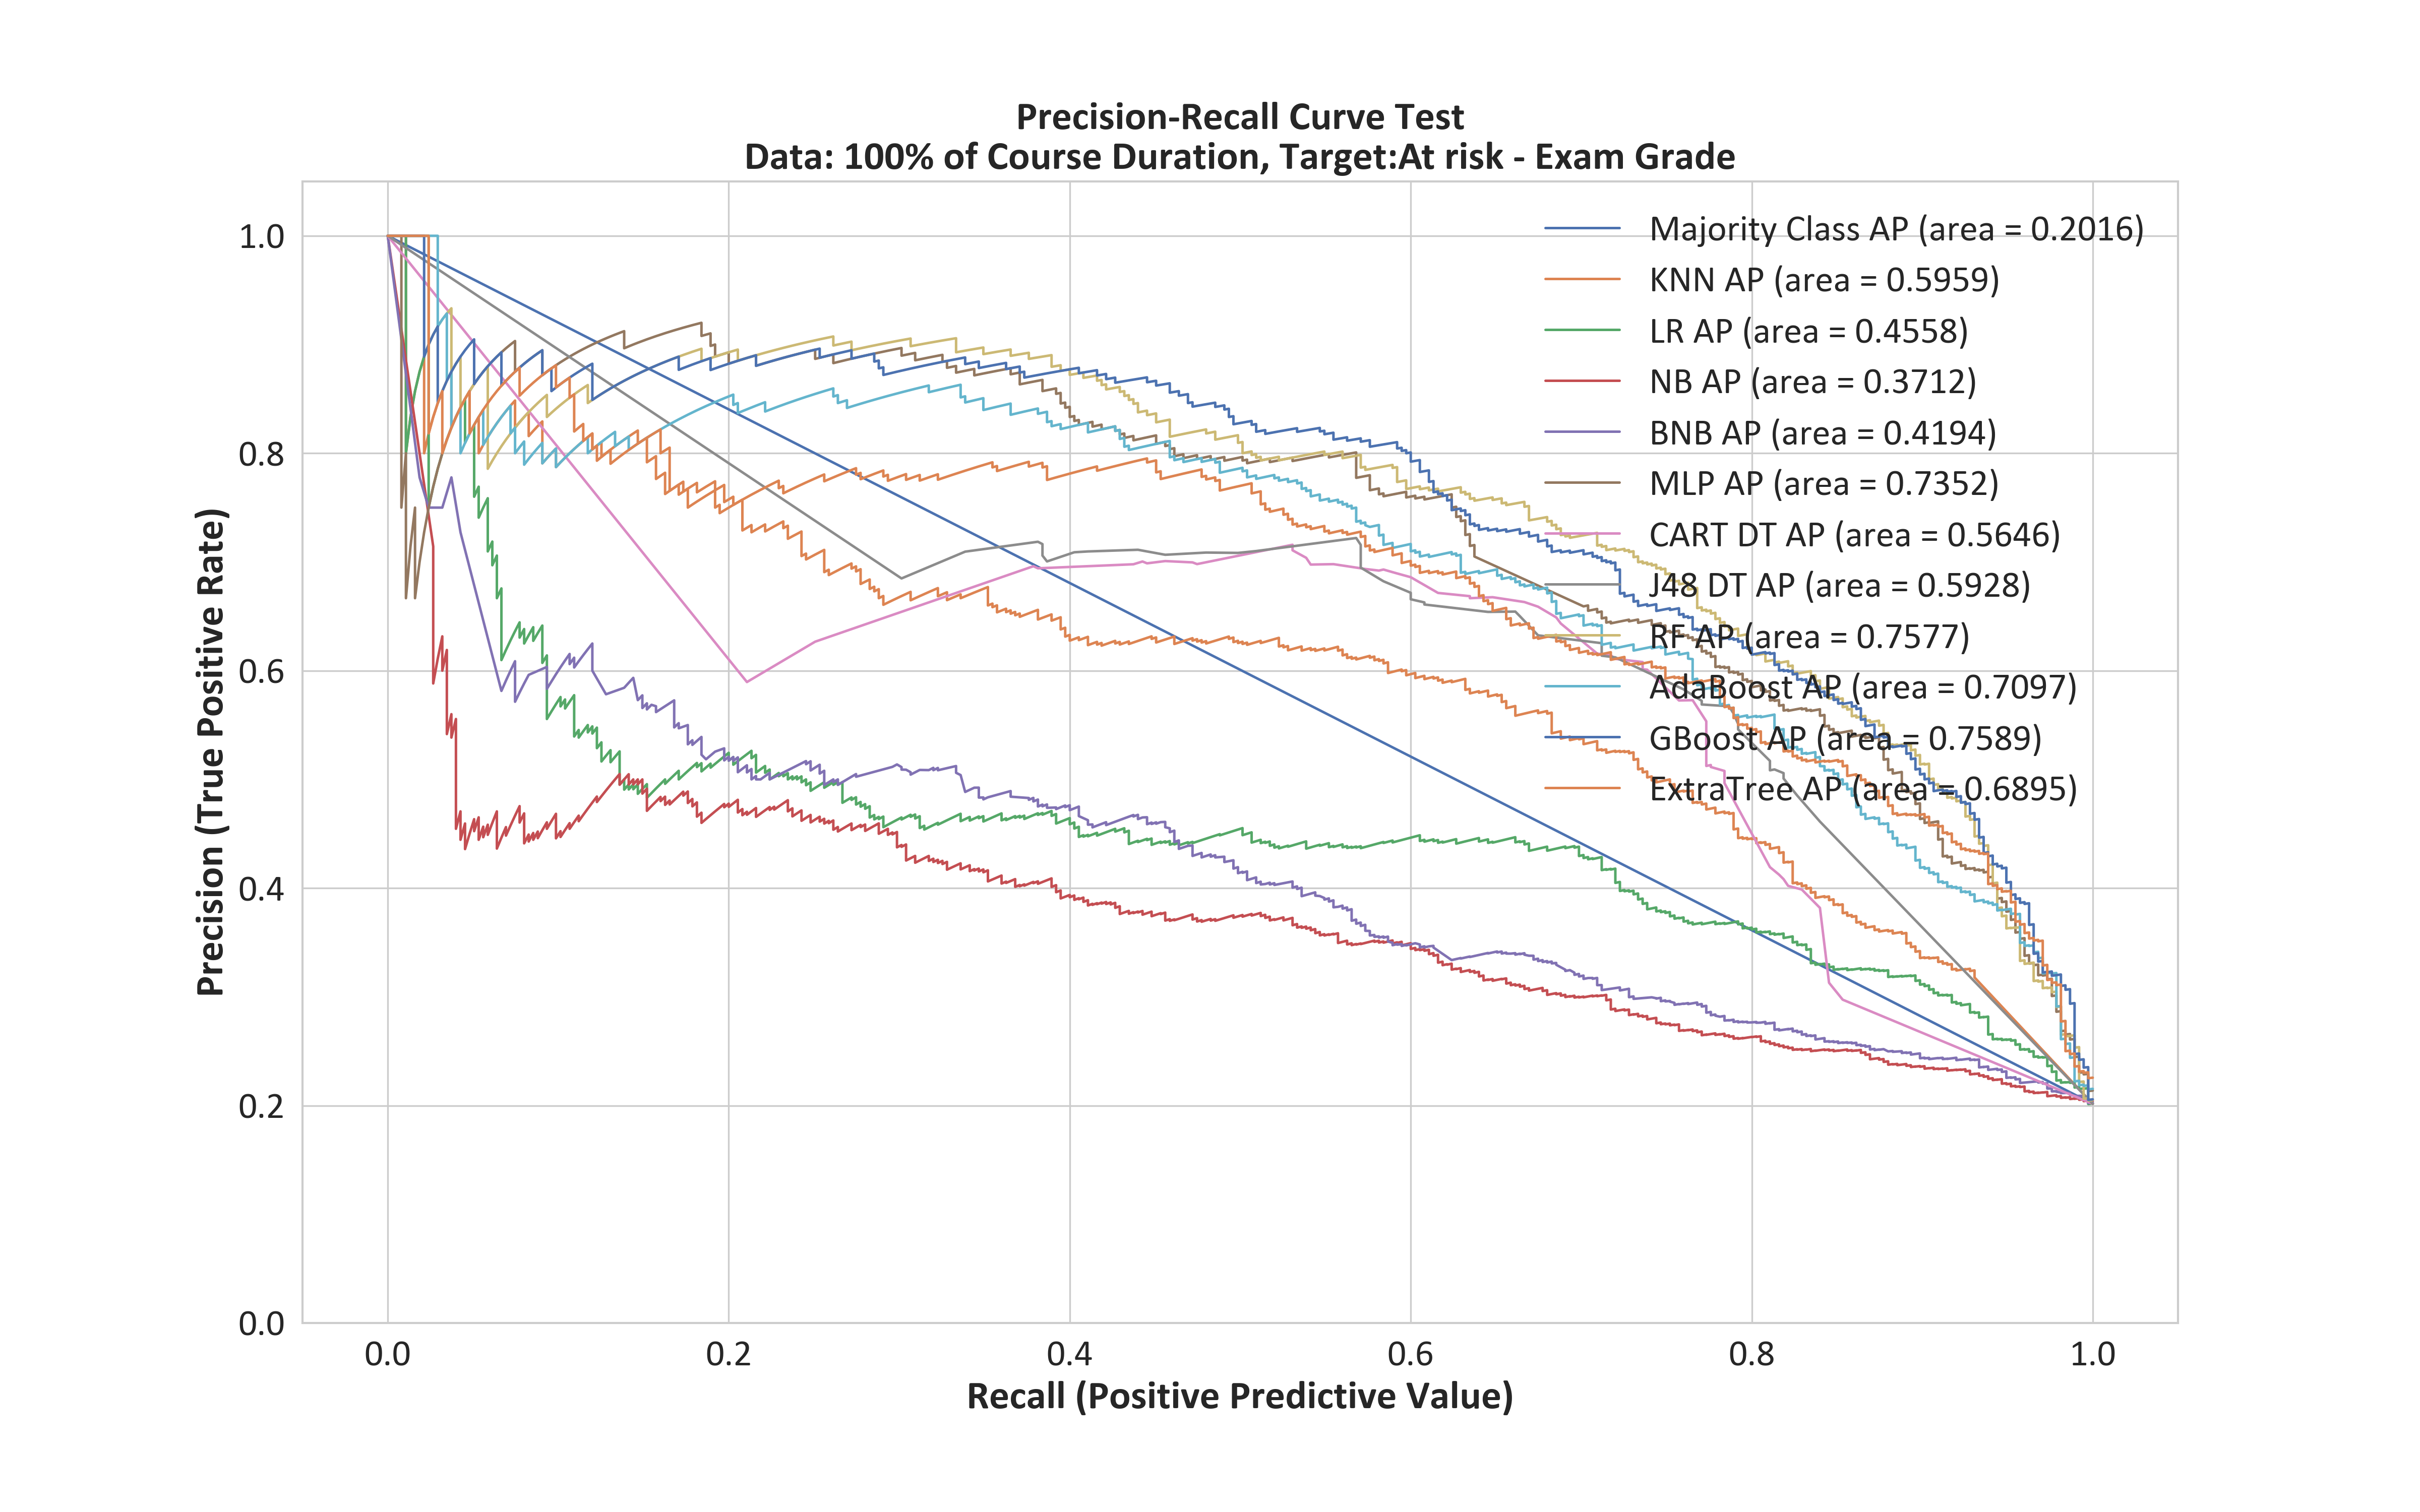 Precision-Recall Curve Test
Data: 100% of Course Duration, Target:At risk - Exam Grade
Majority Class AP (area = 0.2016)
KNN AP (area = 0.5959)
LR AP (area = 0.4558)
NB AP (area = 0.3712)
BNB AP (area = 0.4194)
MLP AP (area = 0.7352)
CART DT AP (area = 0.5646)
J48 DT AP (area = 0.5928)
RF AP (area = 0.7577)
AdaBoost AP (area = 0.7097)
GBoost AP (area = 0.7589)
ExtraTree AP (area = 0.6895)
Precision (True Positive Rate)
1.0
0.8
0.6
0.4
0.2
0.0
0.0 0.2 0.4 0.6 0.8 1.0
Recall (Positive Predictive Value)